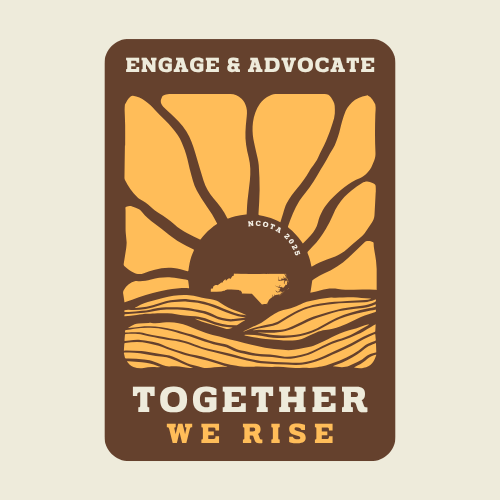 ENGAGE & ADVOCATE
NCOTA 2025
TOGETHER
WE RISE